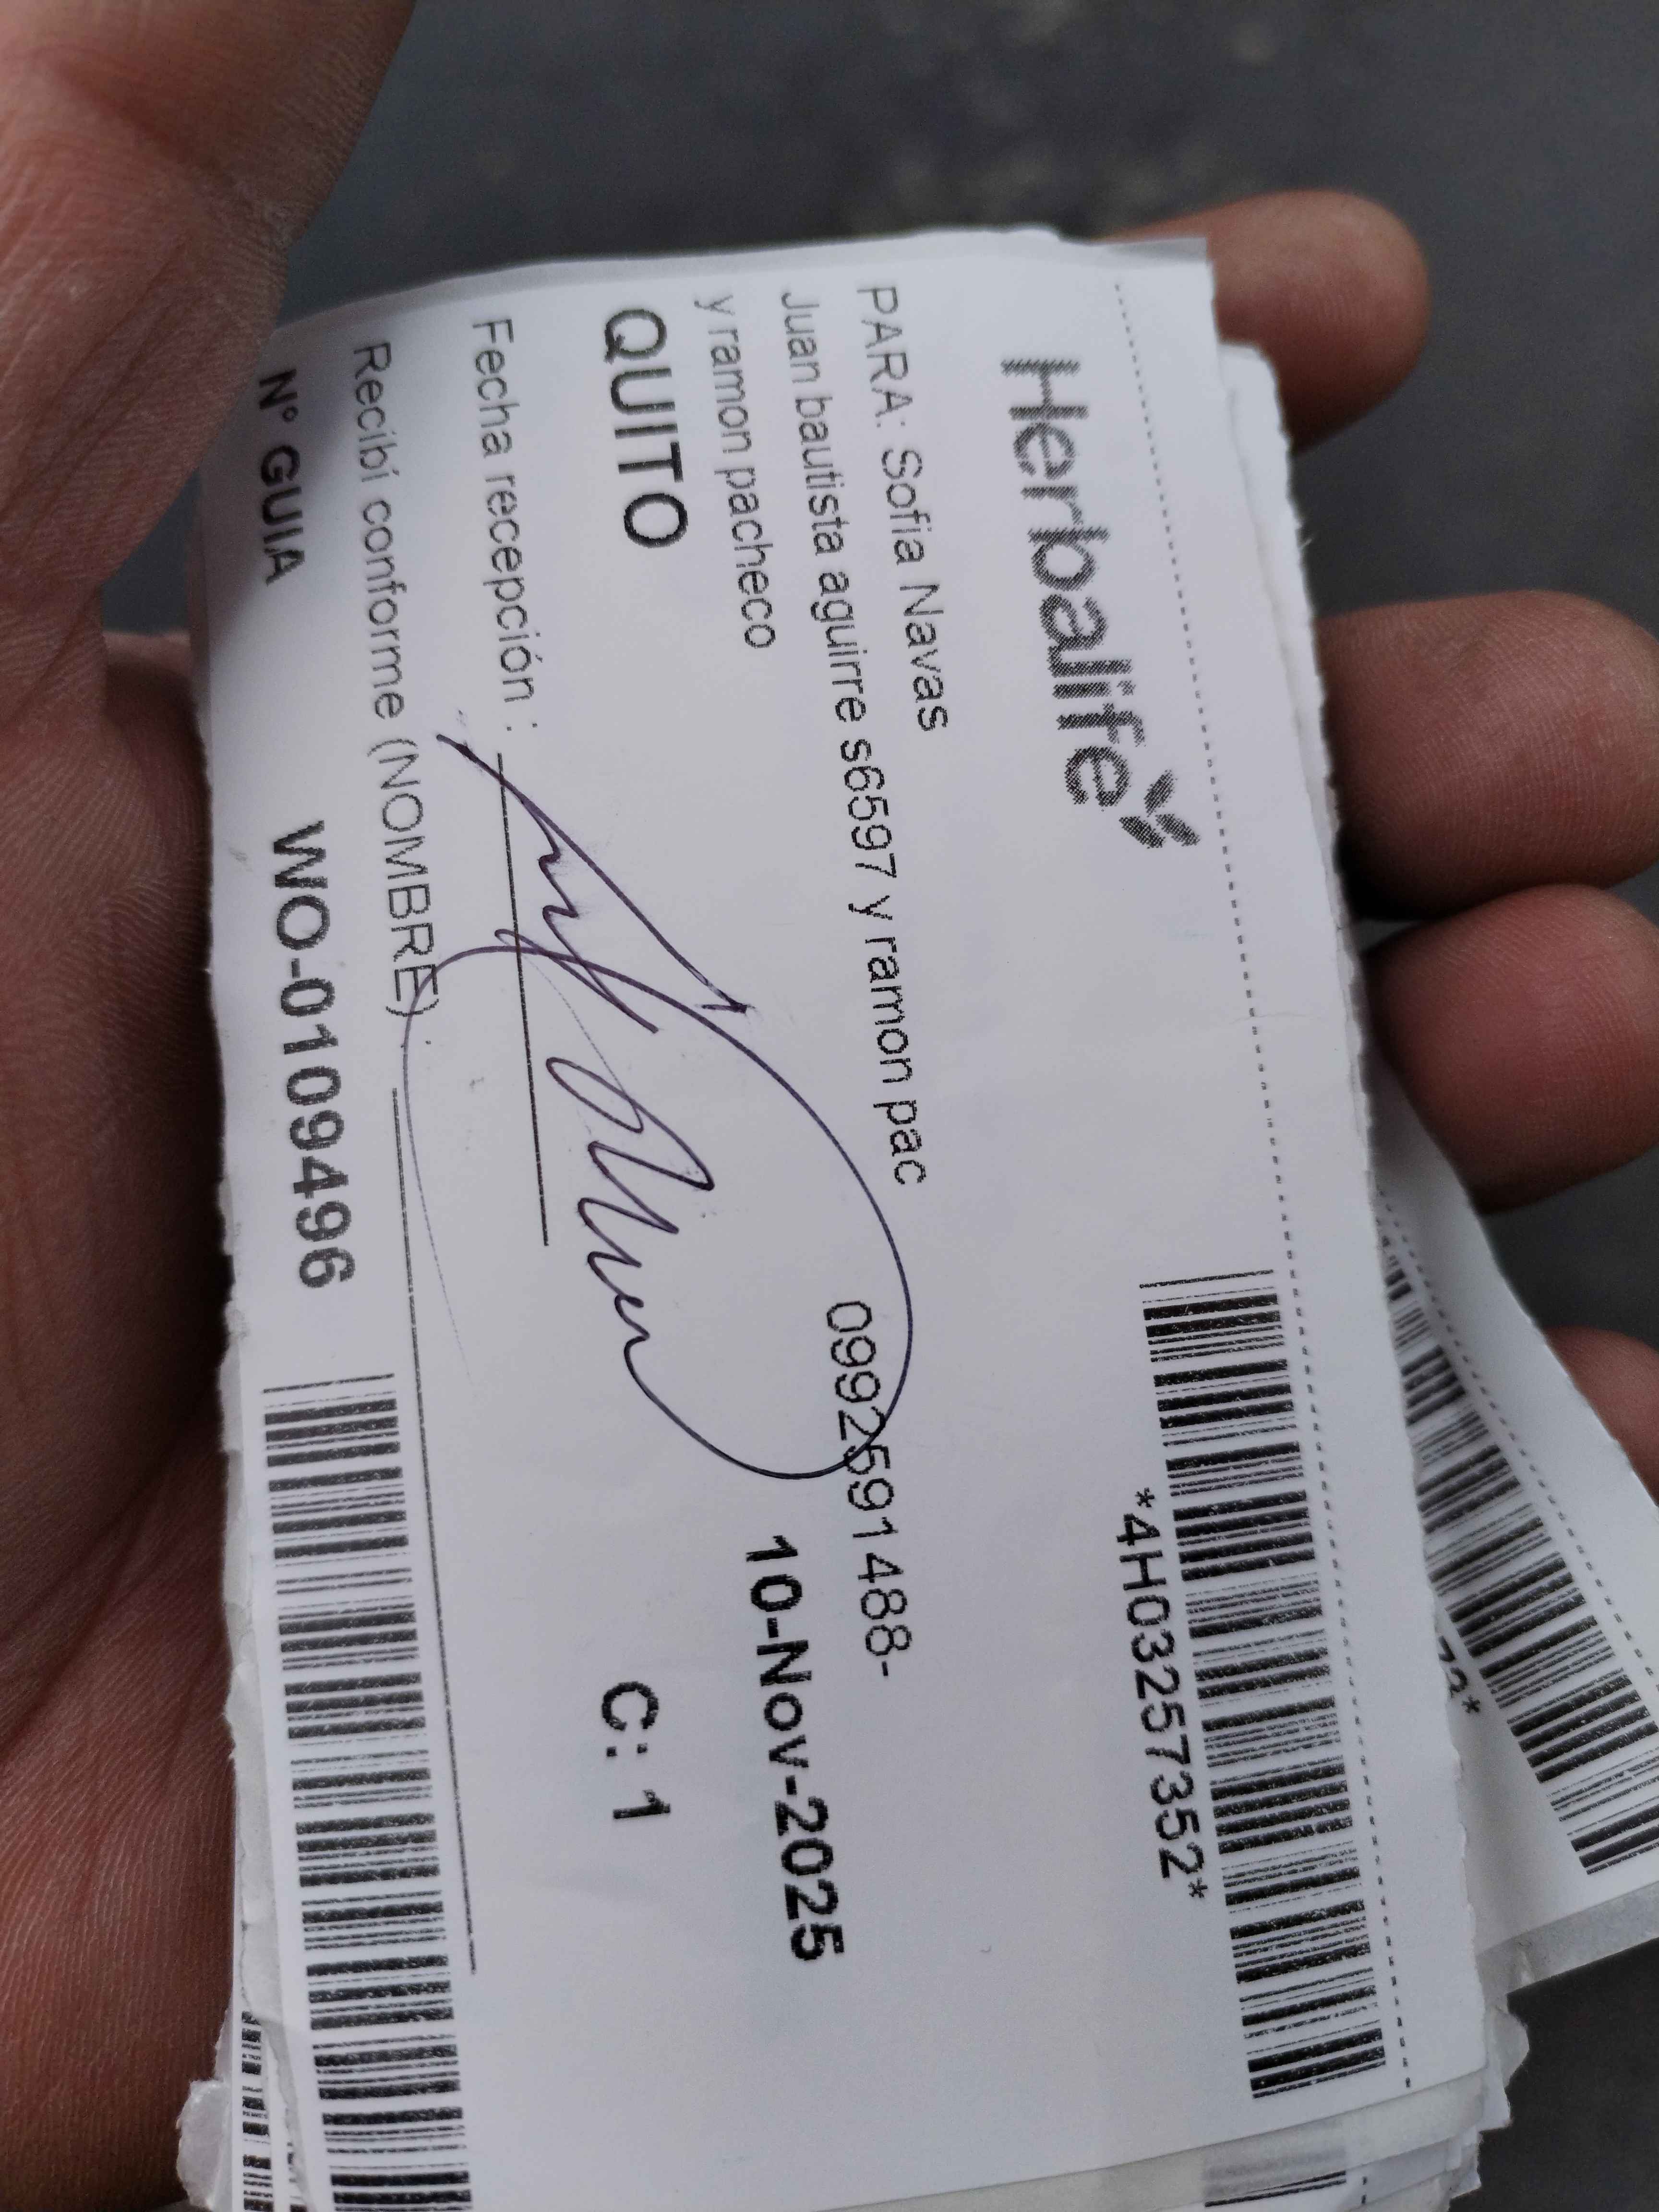 Herbalife
*4H03257352*
PARA: Sofia Navas
Juan bautista aguirre s6597 y ramon pac
0992591488-
y ramon pacheco
10-Nov-2025
QUITO
C: 1
Fecha recepción :
Recibí conforme (NOMBRE) :
N° GUIA
WO-0109496